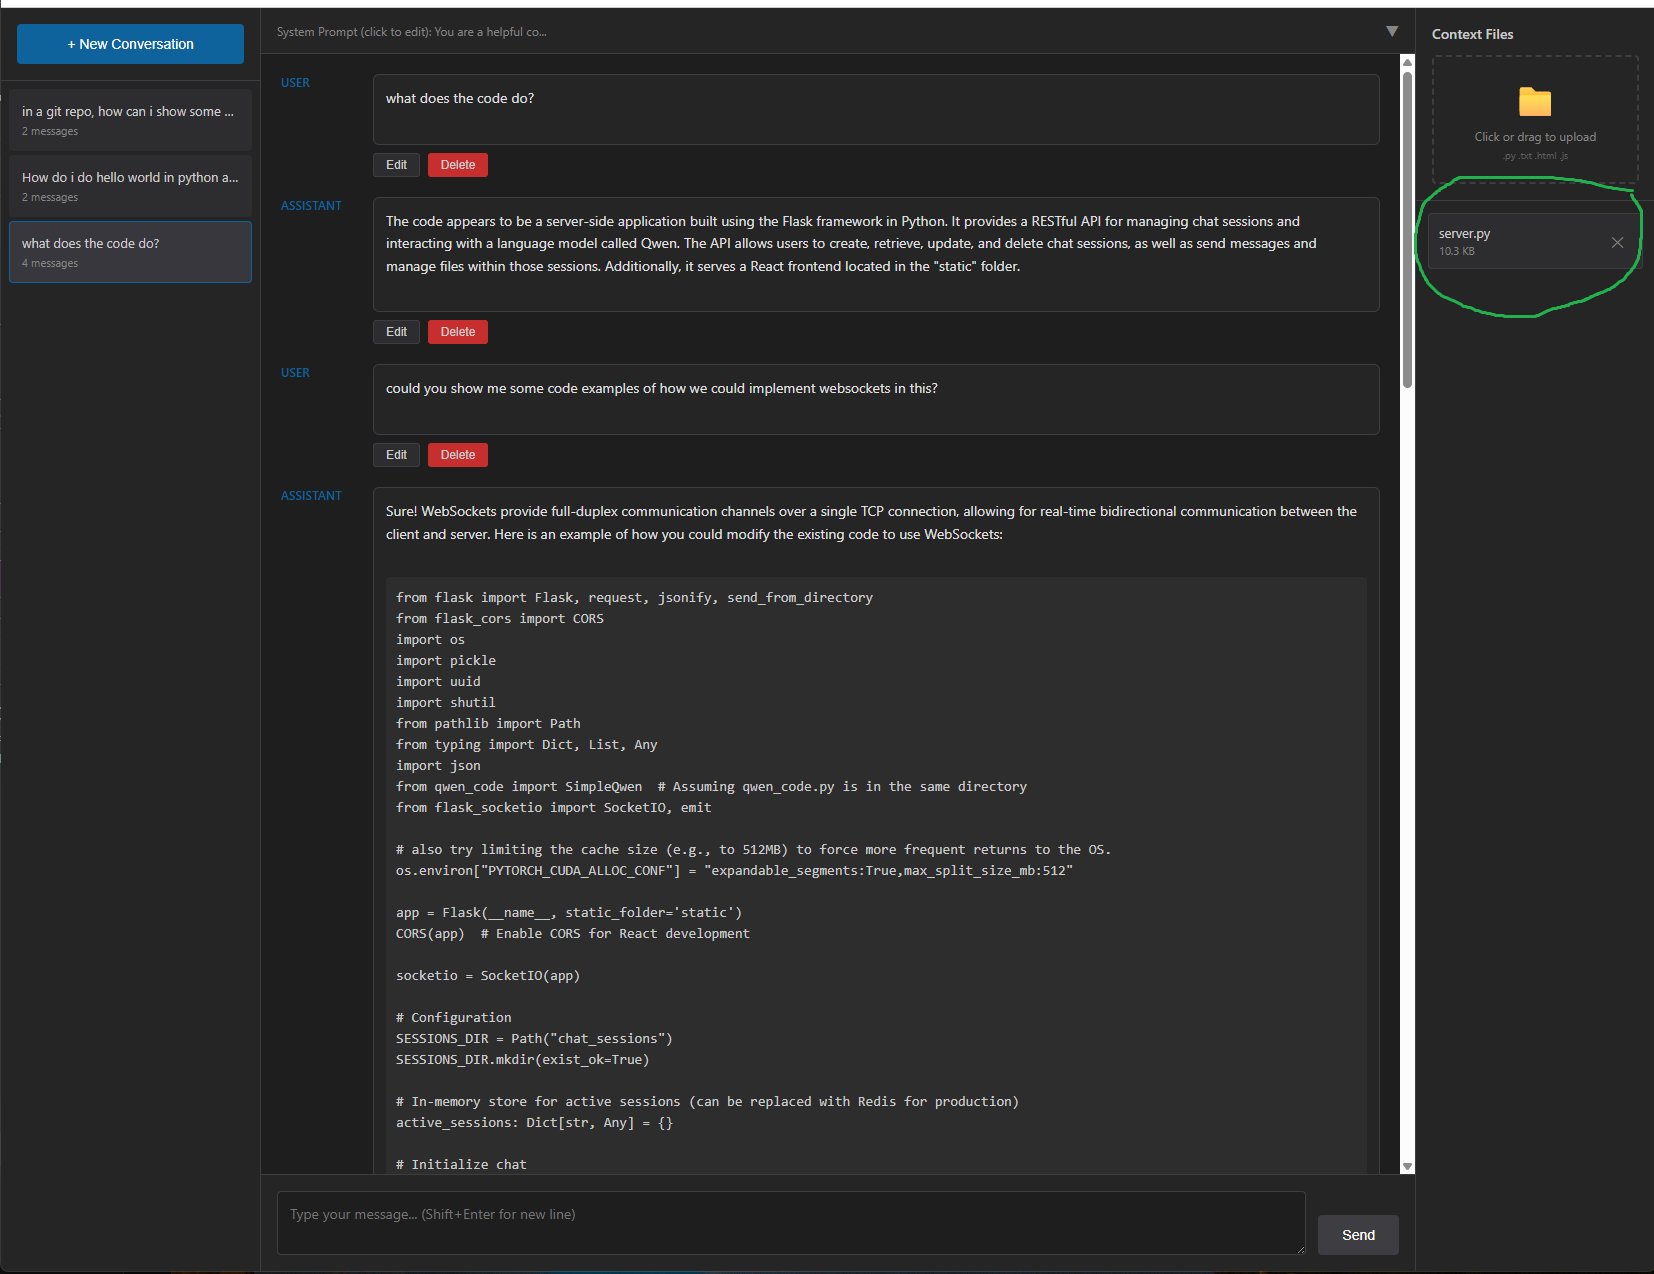 + New Conversation
in a git repo, how can i show some ...
2 messages
How do i do hello world in python a...
2 messages
what does the code do?
4 messages
System Prompt (click to edit): You are a helpful co...
▼
USER
what does the code do?
Edit
Delete
ASSISTANT
The code appears to be a server-side application built using the Flask framework in Python. It provides a RESTful API for managing chat sessions and
interacting with a language model called Qwen. The API allows users to create, retrieve, update, and delete chat sessions, as well as send messages and
manage files within those sessions. Additionally, it serves a React frontend located in the "static" folder.
Edit
Delete
USER
could you show me some code examples of how we could implement websockets in this?
Edit
Delete
ASSISTANT
Sure! WebSockets provide full-duplex communication channels over a single TCP connection, allowing for real-time bidirectional communication between the
client and server. Here is an example of how you could modify the existing code to use WebSockets:
from flask import Flask, request, jsonify, send_from_directory
from flask_cors import CORS
import os
import pickle
import uuid
import shutil
from pathlib import Path
from typing import Dict, List, Any
import json
from qwen_code import SimpleQwen  # Assuming qwen_code.py is in the same directory
from flask_socketio import SocketIO, emit
# also try limiting the cache size (e.g., to 512MB) to force more frequent returns to the OS.
os.environ["PYTORCH_CUDA_ALLOC_CONF"] = "expandable_segments:True,max_split_size_mb:512"
app = Flask(__name__, static_folder='static')
CORS(app)  # Enable CORS for React development
socketio = SocketIO(app)
# Configuration
SESSIONS_DIR = Path("chat_sessions")
SESSIONS_DIR.mkdir(exist_ok=True)
# In-memory store for active sessions (can be replaced with Redis for production)
active_sessions: Dict[str, Any] = {}
# Initialize chat
Type your message... (Shift+Enter for new line)
Send
Context Files
Click or drag to upload
.py .txt .html .js
server.py
10.3 KB